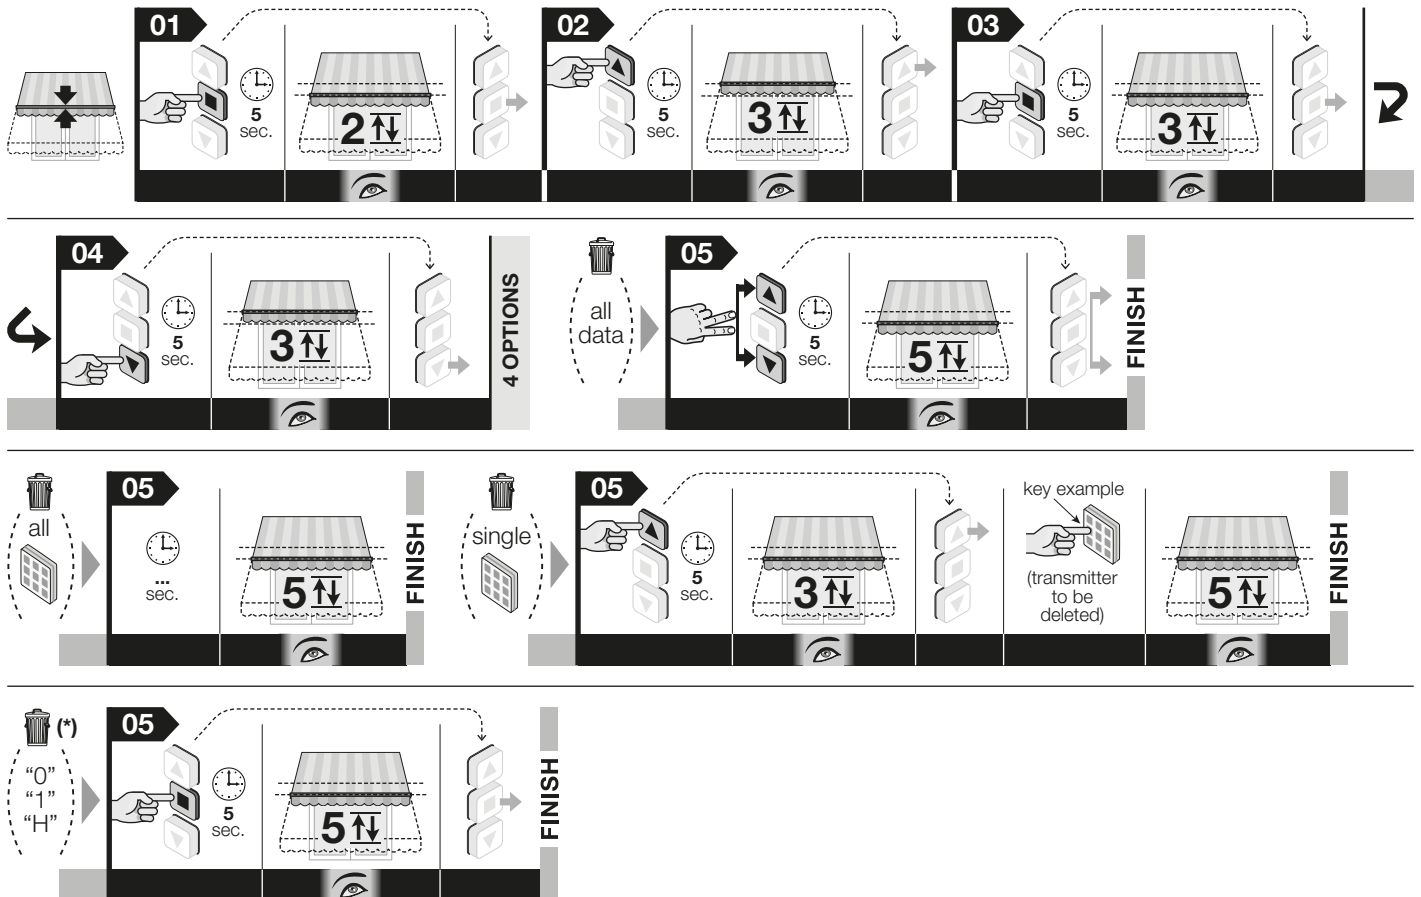 01
5
sec.
2
02
5
sec.
3
03
5
sec.
3
04
5
sec.
3
4 OPTIONS
all
data
05
5
sec.
5
FINISH
all
05
...
sec.
5
FINISH
single
05
5
sec.
3
key example
(transmitter
to be
deleted)
5
FINISH
(*)
“0”
“1”
“H”
05
5
sec.
5
FINISH